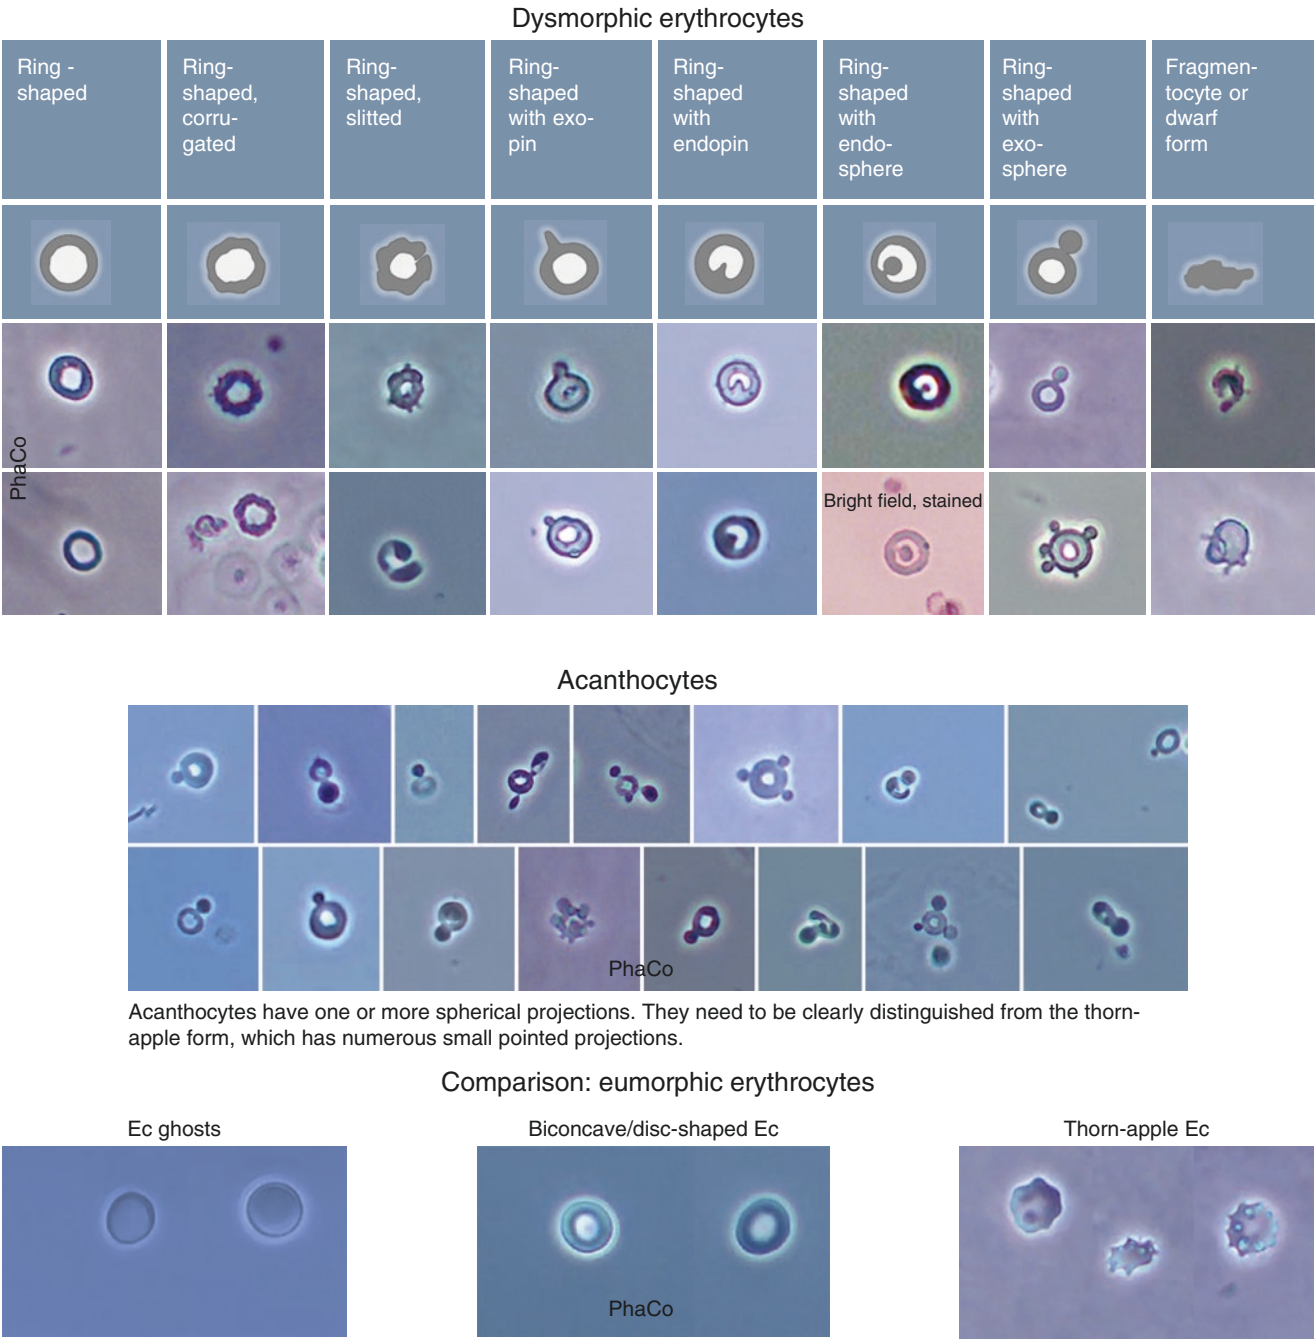 Dysmorphic erythrocytes
Ring -
shaped
Ring-
shaped,
corru-
gated
Ring-
shaped,
slitted
Ring-
shaped
with exo-
pin
Ring-
shaped
with
endopin
Ring-
shaped
with
endo-
sphere
Ring-
shaped
with
exo-
sphere
Fragmen-
tocyte or
dwarf
form
PhaCo
Bright field, stained
Acanthocytes
PhaCo
Acanthocytes have one or more spherical projections. They need to be clearly distinguished from the thorn-
apple form, which has numerous small pointed projections.
Comparison: eumorphic erythrocytes
Ec ghosts
Biconcave/disc-shaped Ec
Thorn-apple Ec
PhaCo